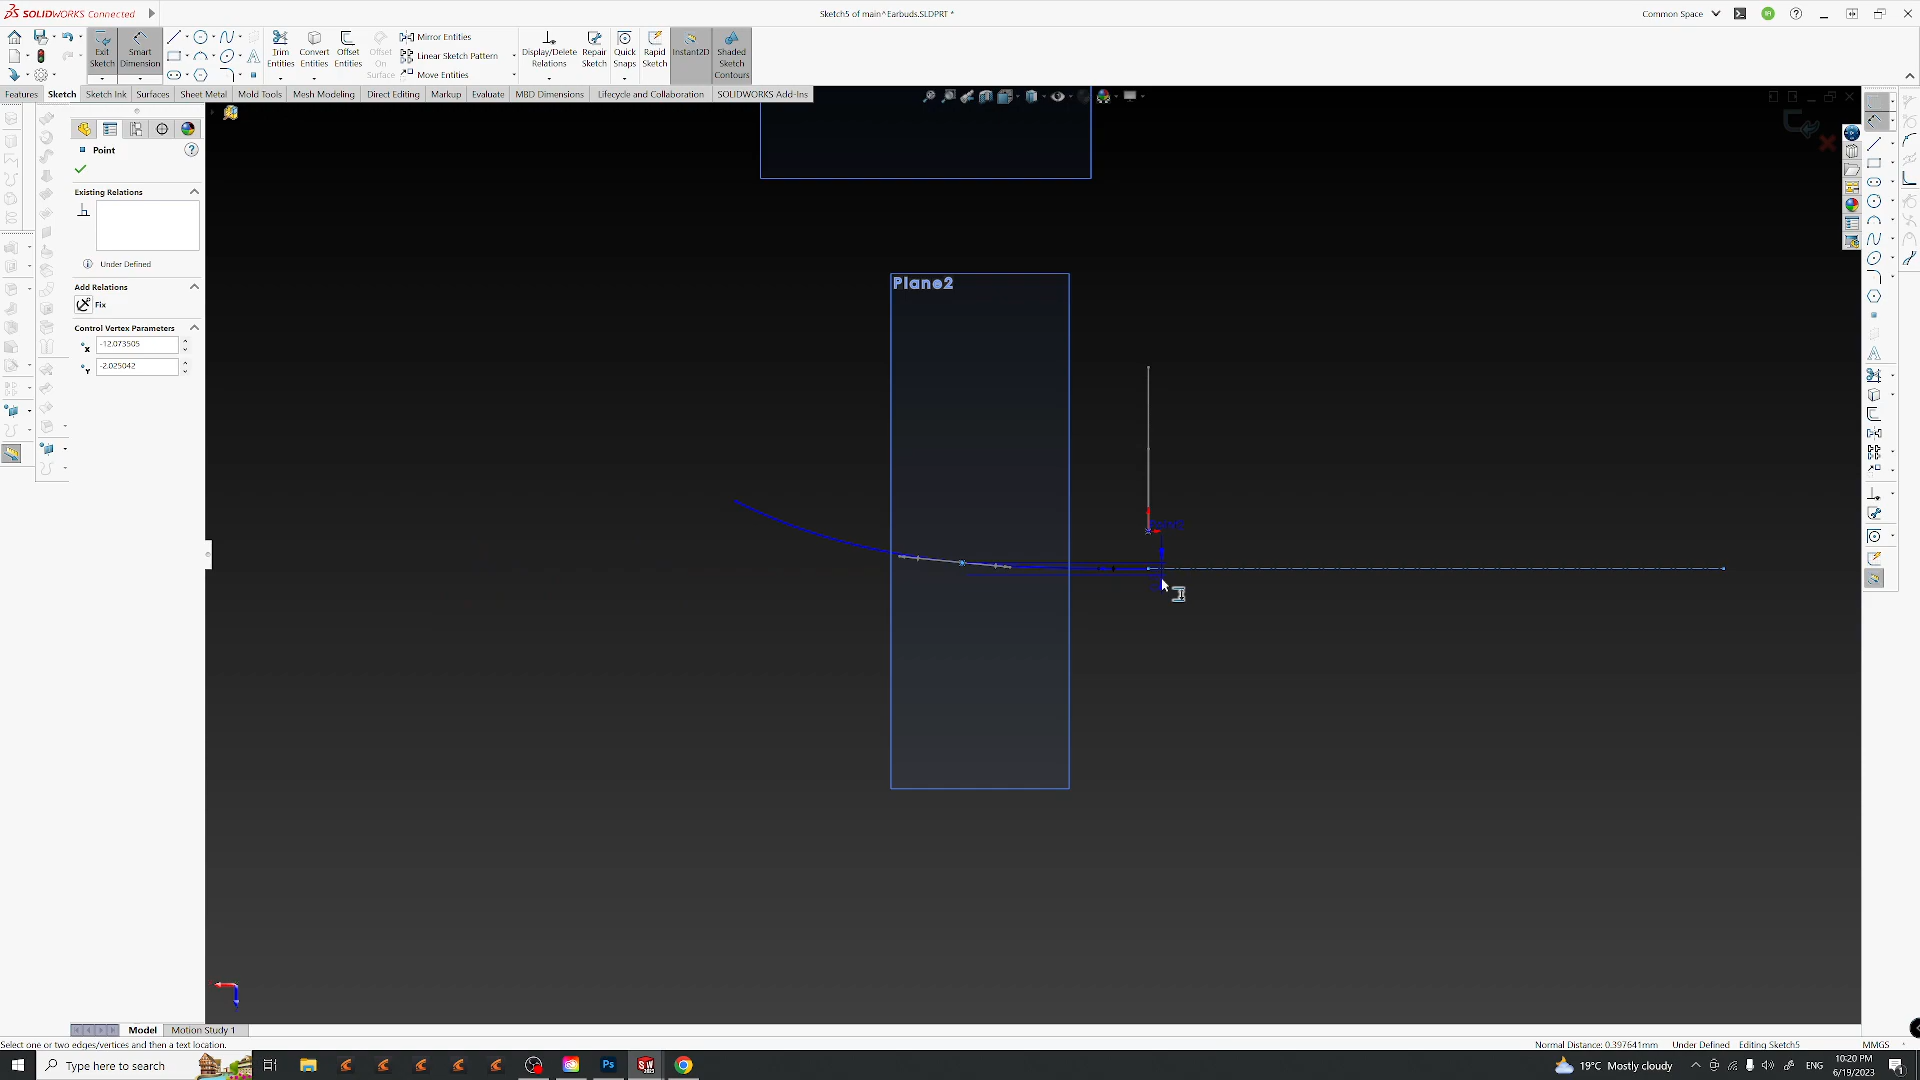 SOLIDWORKS Connected
Sketch5 of main^Earbuds.SLDPRT *
Common Space
Exit Sketch
Smart Dimension
Trim Entities
Convert Entities
Offset Entities
Offset On Surface
Mirror Entities
Linear Sketch Pattern
Move Entities
Display/Delete Relations
Repair Sketch
Quick Snaps
Rapid Sketch
Instant2D
Shaded Sketch Contours
Features
Sketch
Sketch Ink
Surfaces
Sheet Metal
Mold Tools
Mesh Modeling
Direct Editing
Markup
Evaluate
MBD Dimensions
Lifecycle and Collaboration
SOLIDWORKS Add-Ins
Point
Existing Relations
Under Defined
Add Relations
Fix
Control Vertex Parameters
-12.073505
-2.025042
Plane2
Model
Motion Study 1
Select one or two edges/vertices and then a text location.
Normal Distance: 0.397641mm
Under Defined
Editing Sketch5
MMGS
Type here to search
19°C Mostly cloudy
ENG
10:20 PM
6/19/2023